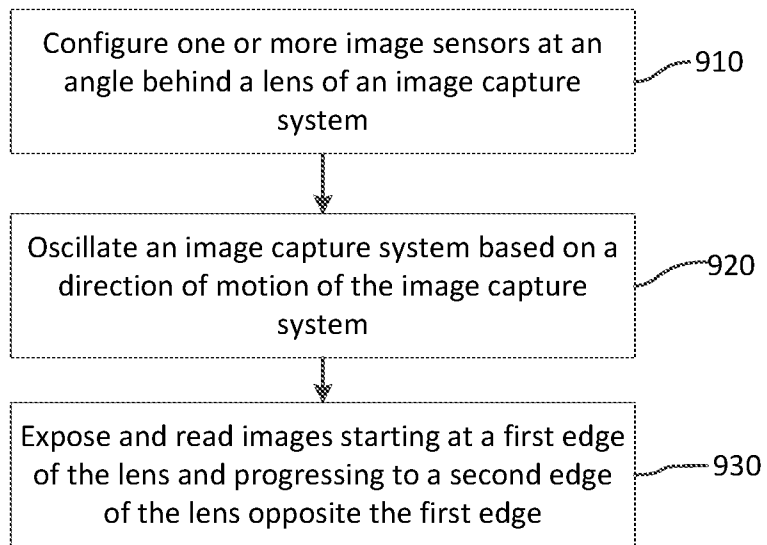 Configure one or more image sensors at an
angle behind a lens of an image capture
system
910
Oscillate an image capture system based on a
direction of motion of the image capture
system
920
Expose and read images starting at a first edge
of the lens and progressing to a second edge
of the lens opposite the first edge
930